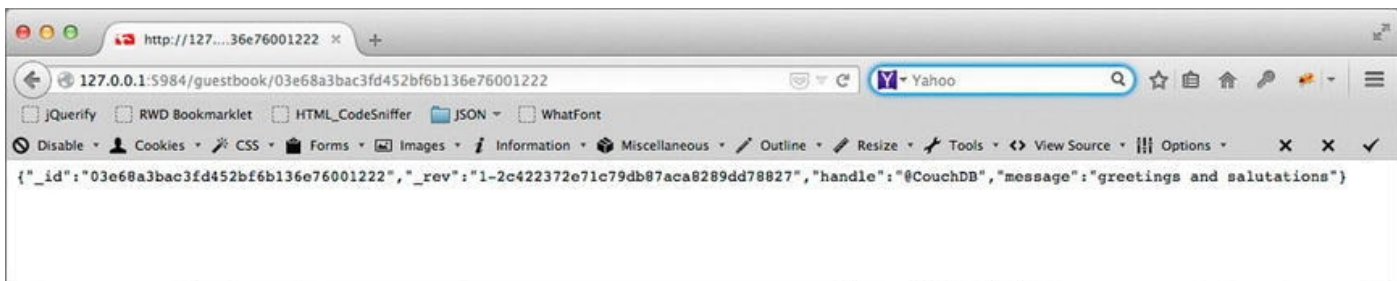 http://127....36e76001222
127.0.0.1:5984/guestbook/03e68a3bac3fd452bf6b136e76001222
Yahoo
jQuerify RWD Bookmarklet HTML_CodeSniffer JSON WhatFont
Disable Cookies CSS Forms Images Information Miscellaneous Outline Resize Tools View Source Options
{"_id":"03e68a3bac3fd452bf6b136e76001222","_rev":"1-2c422372e71c79db87aca8289dd78827","handle":"@CouchDB","message":"greetings and salutations"}